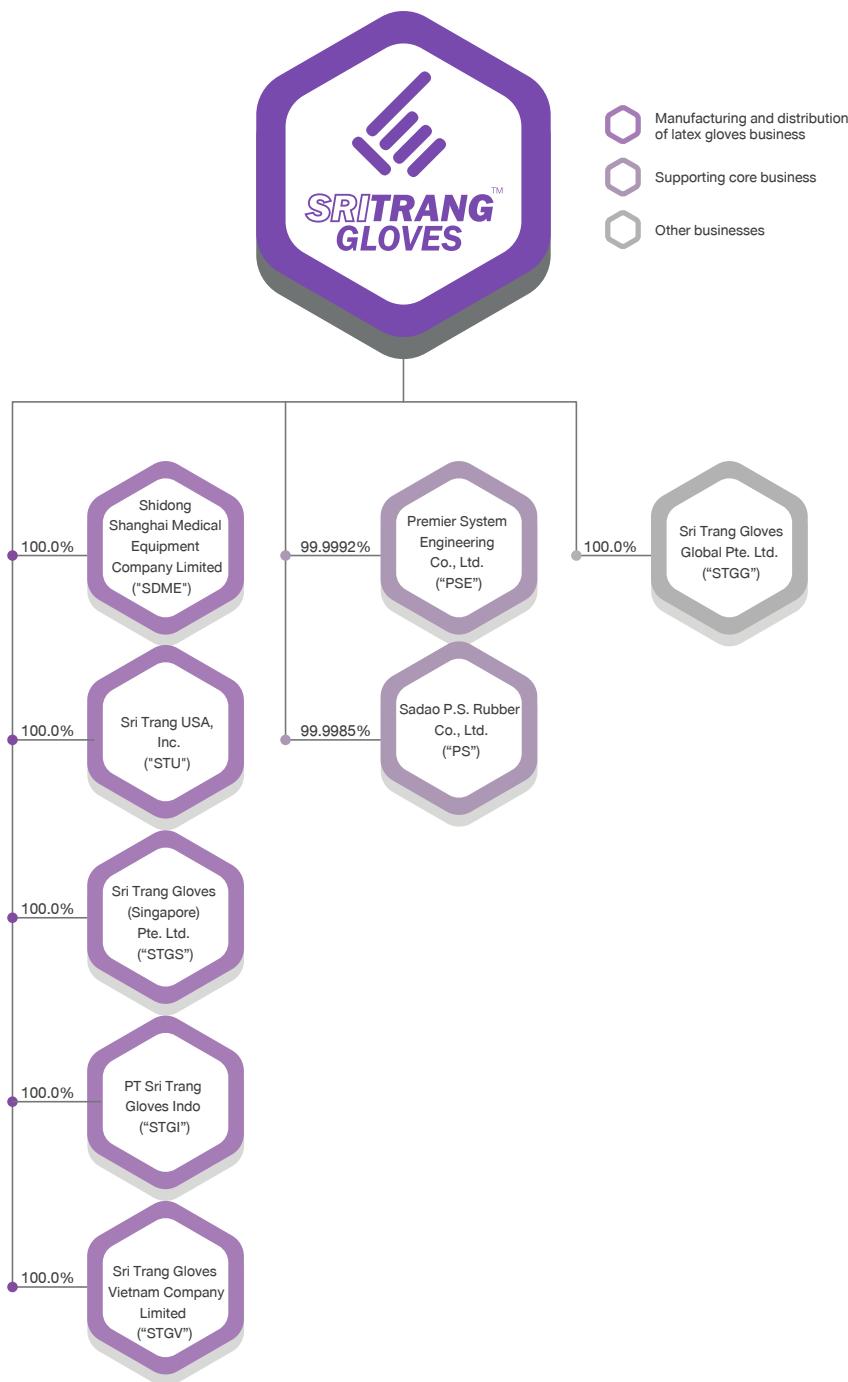 SRITRANG™
GLOVES
Manufacturing and distribution
of latex gloves business
Supporting core business
Other businesses
100.0%
Shidong
Shanghai Medical
Equipment
Company Limited
("SDME")
100.0%
Sri Trang USA,
Inc.
("STU")
100.0%
Sri Trang Gloves
(Singapore)
Pte. Ltd.
(“STGS”)
100.0%
PT Sri Trang
Gloves Indo
(“STGI”)
100.0%
Sri Trang Gloves
Vietnam Company
Limited
(“STGV”)
99.9992%
Premier System
Engineering
Co., Ltd.
(“PSE”)
99.9985%
Sadao P.S. Rubber
Co., Ltd.
(“PS”)
100.0%
Sri Trang Gloves
Global Pte. Ltd.
(“STGG”)